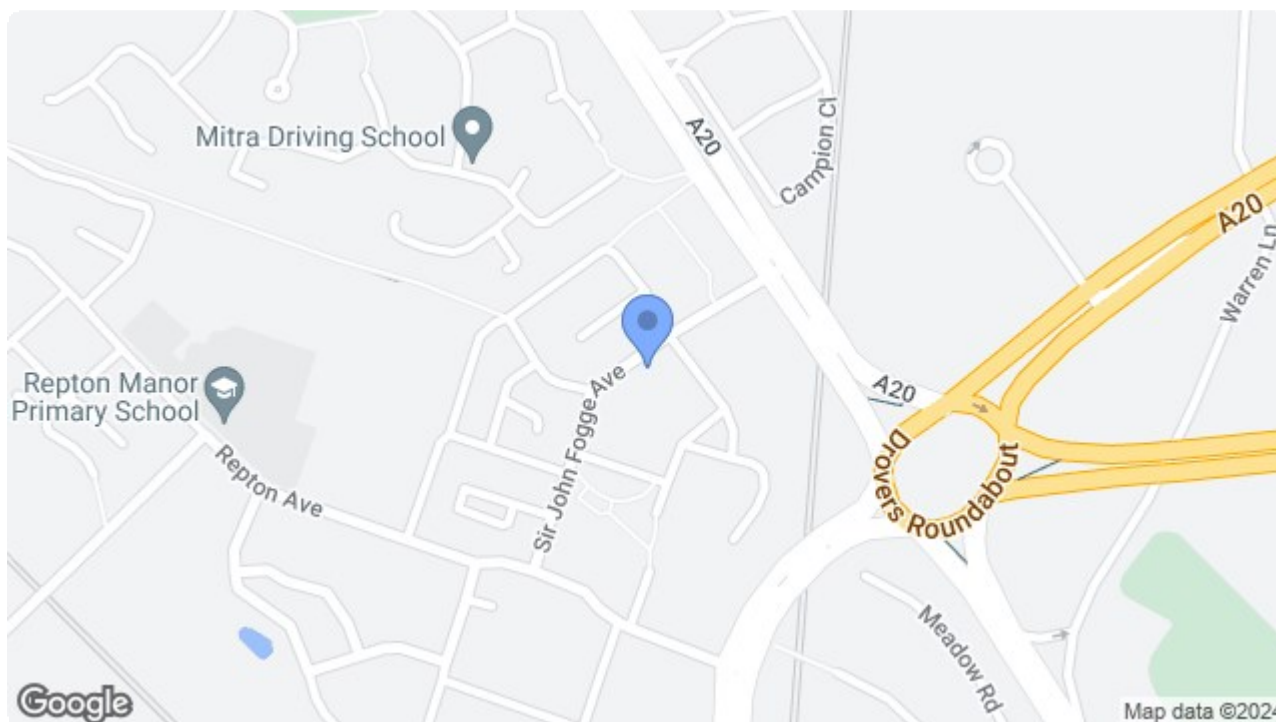 Mitra Driving School
A20
Campion Cl
A20
Warren Ln
Repton Manor
Primary School
Sir John Fogge Ave
A20
Drovers Roundabout
Repton Ave
Meadow Rd
Google
Map data ©2024